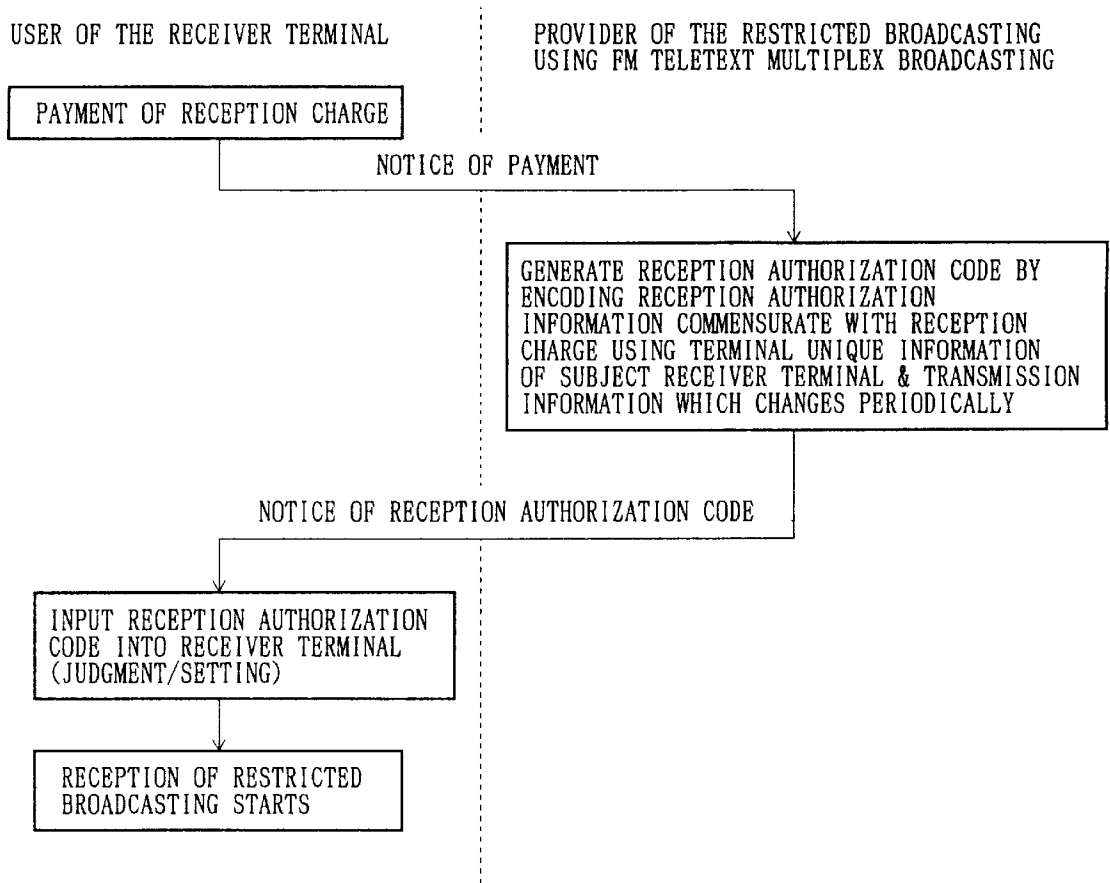 USER OF THE RECEIVER TERMINAL
PROVIDER OF THE RESTRICTED BROADCASTING
USING FM TELETEXT MULTIPLEX BROADCASTING
PAYMENT OF RECEPTION CHARGE
NOTICE OF PAYMENT
GENERATE RECEPTION AUTHORIZATION CODE BY
ENCODING RECEPTION AUTHORIZATION
INFORMATION COMMENSURATE WITH RECEPTION
CHARGE USING TERMINAL UNIQUE INFORMATION
OF SUBJECT RECEIVER TERMINAL & TRANSMISSION
INFORMATION WHICH CHANGES PERIODICALLY
NOTICE OF RECEPTION AUTHORIZATION CODE
INPUT RECEPTION AUTHORIZATION
CODE INTO RECEIVER TERMINAL
(JUDGMENT/SETTING)
RECEPTION OF RESTRICTED
BROADCASTING STARTS